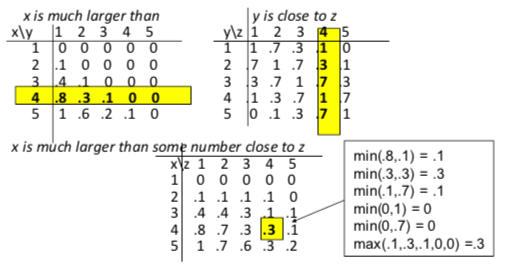 x is much larger than
x\y 1 2 3 4 5
1 0 0 0 0 0
2 .1 0 0 0 0
3 .4 .1 0 0 0
4 .8 .3 .1 0 0
5 1 .6 .2 .1 0
y is close to z
y\z 1 2 3 4 5
1 1 .7 .3 .1 0
2 .7 1 .7 .3 .1
3 .3 .7 1 .7 .3
4 .1 .3 .7 1 .7
5 0 .1 .3 .7 1
x is much larger than some number close to z
x\z 1 2 3 4 5
1 0 0 0 0 0
2 .1 .1 .1 .1 0
3 .4 .4 .3 .1 .1
4 .8 .7 .3 .3 .1
5 1 .7 .6 .3 .2
min(.8,.1) = .1
min(.3,.3) = .3
min(.1,.7) = .1
min(0,1) = 0
min(0,.7) = 0
max(.1,.3,.1,0,0) =.3